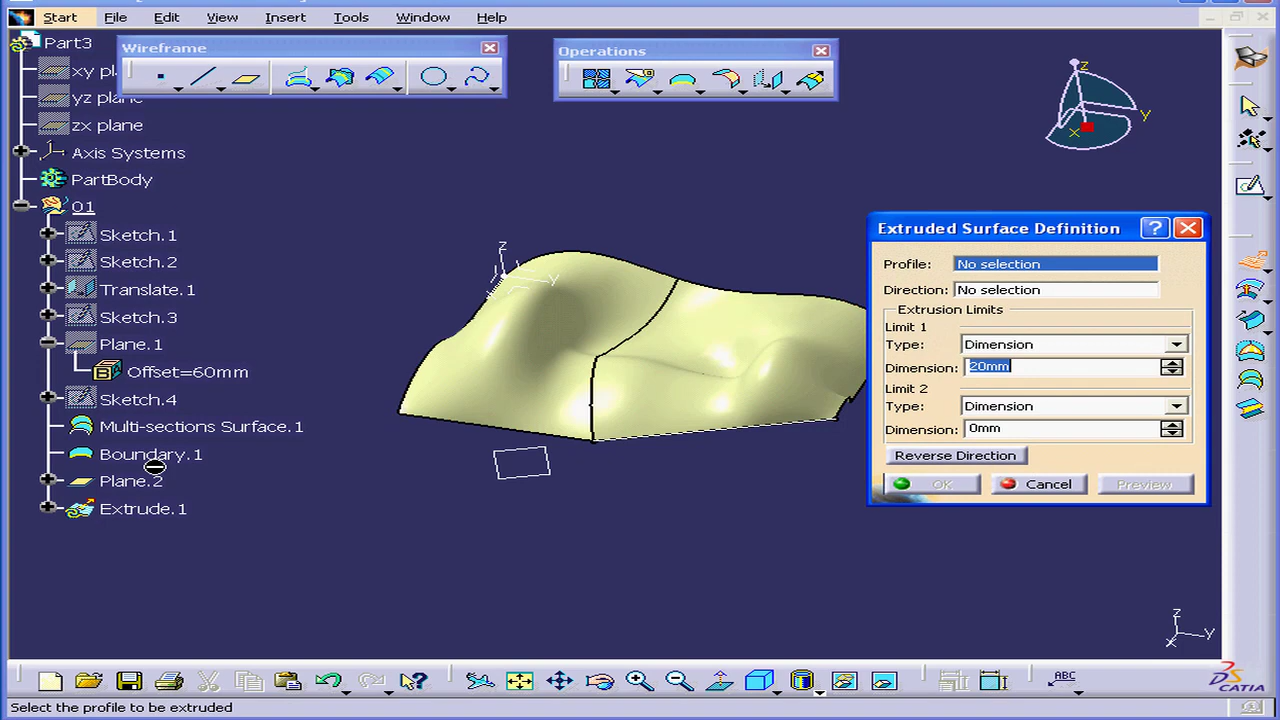 Start File Edit View Insert Tools Window Help
Part3
Wireframe
Operations
xy pl
yz plane
zx plane
Axis Systems
PartBody
01
Sketch.1
Sketch.2
Translate.1
Sketch.3
Plane.1
Offset=60mm
Sketch.4
Multi-sections Surface.1
Boundary.1
Plane.2
Extrude.1
z
y
x
z
y
Extruded Surface Definition
Profile: No selection
Direction: No selection
Extrusion Limits
Limit 1
Type: Dimension
Dimension: 20mm
Limit 2
Type: Dimension
Dimension: 0mm
Reverse Direction
OK Cancel Preview
z
y
x
ABC
CATIA
Select the profile to be extruded